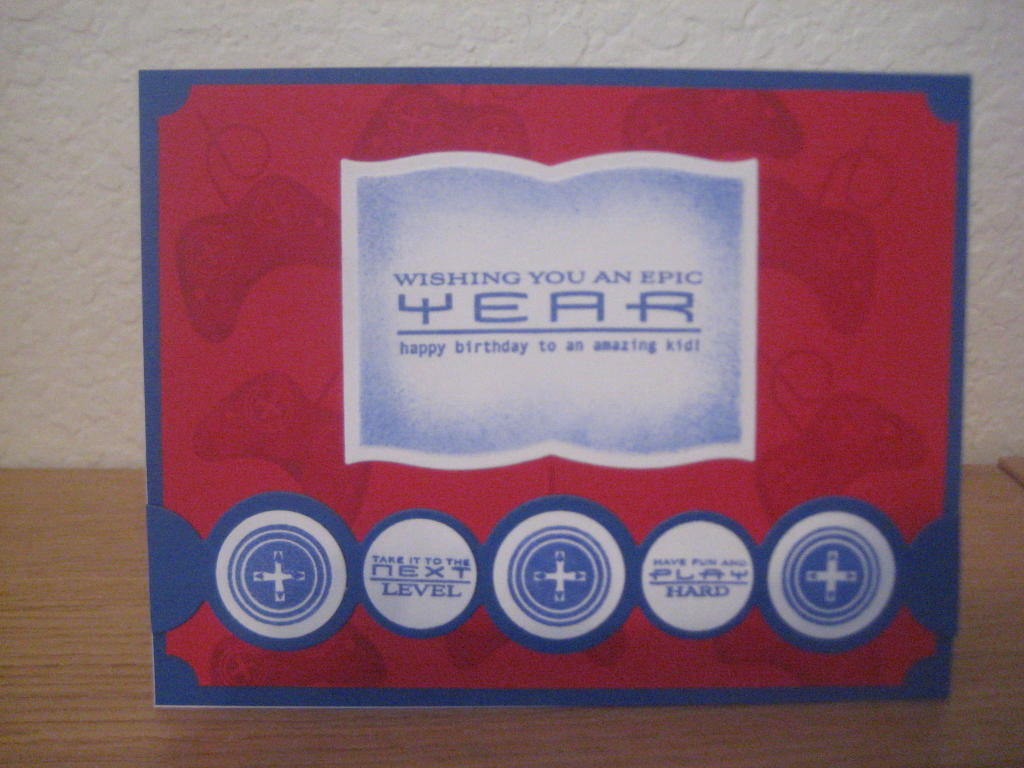 WISHING YOU AN EPIC
YEAR
happy birthday to an amazing kid!
TAKE IT TO THE
NEXT
LEVEL
HAVE FUN AND
PLAY
HARD